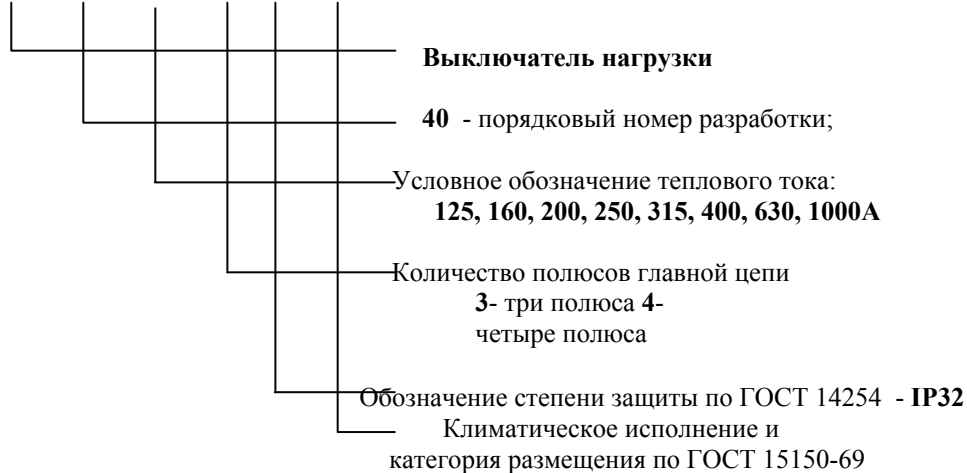 Выключатель нагрузки
40 - порядковый номер разработки;
Условное обозначение теплового тока:
125, 160, 200, 250, 315, 400, 630, 1000А
Количество полюсов главной цепи
3- три полюса 4-
четыре полюса
Обозначение степени защиты по ГОСТ 14254 - IP32
Климатическое исполнение и
категория размещения по ГОСТ 15150-69